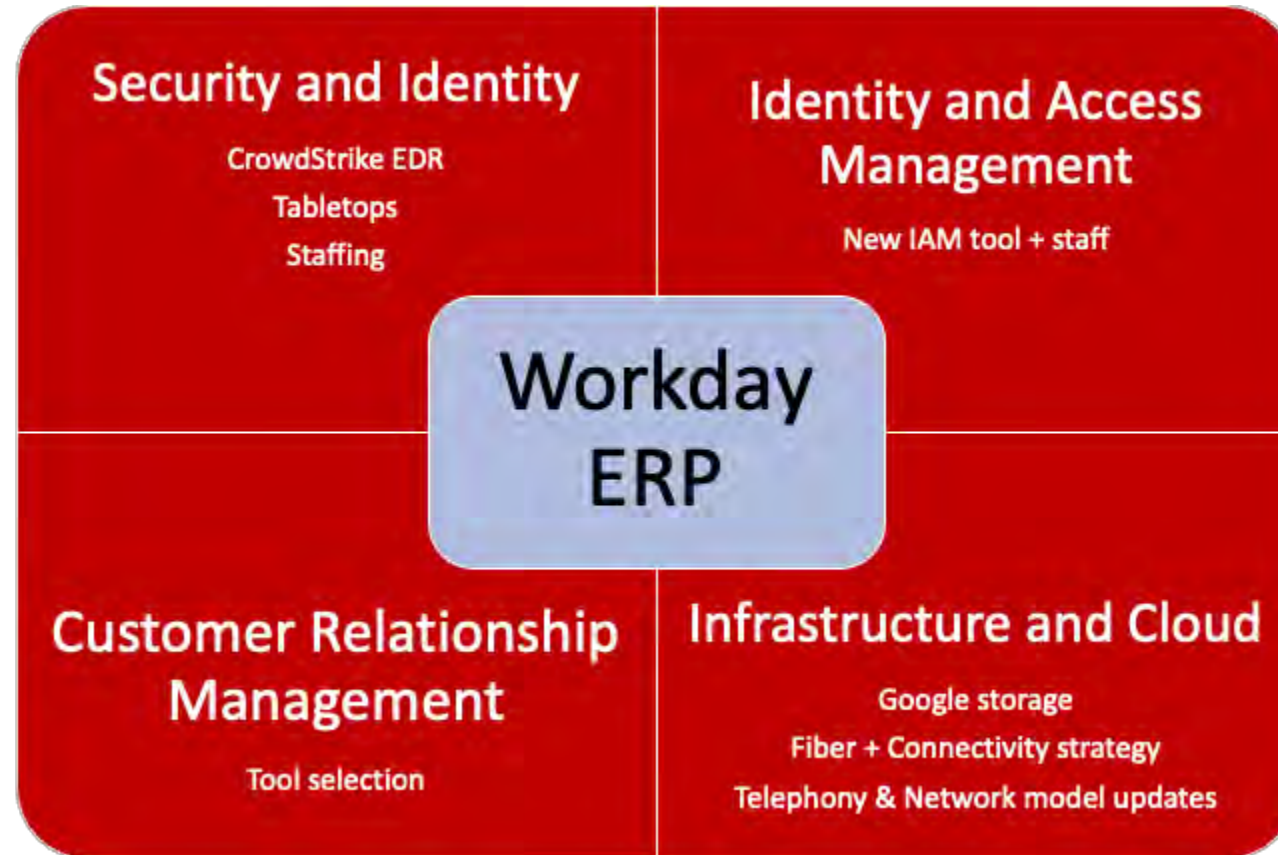 Security and Identity
CrowdStrike EDR
Tabletops
Staffing
Identity and Access
Management
New IAM tool + staff
Workday
ERP
Customer Relationship
Management
Tool selection
Infrastructure and Cloud
Google storage
Fiber + Connectivity strategy
Telephony & Network model updates